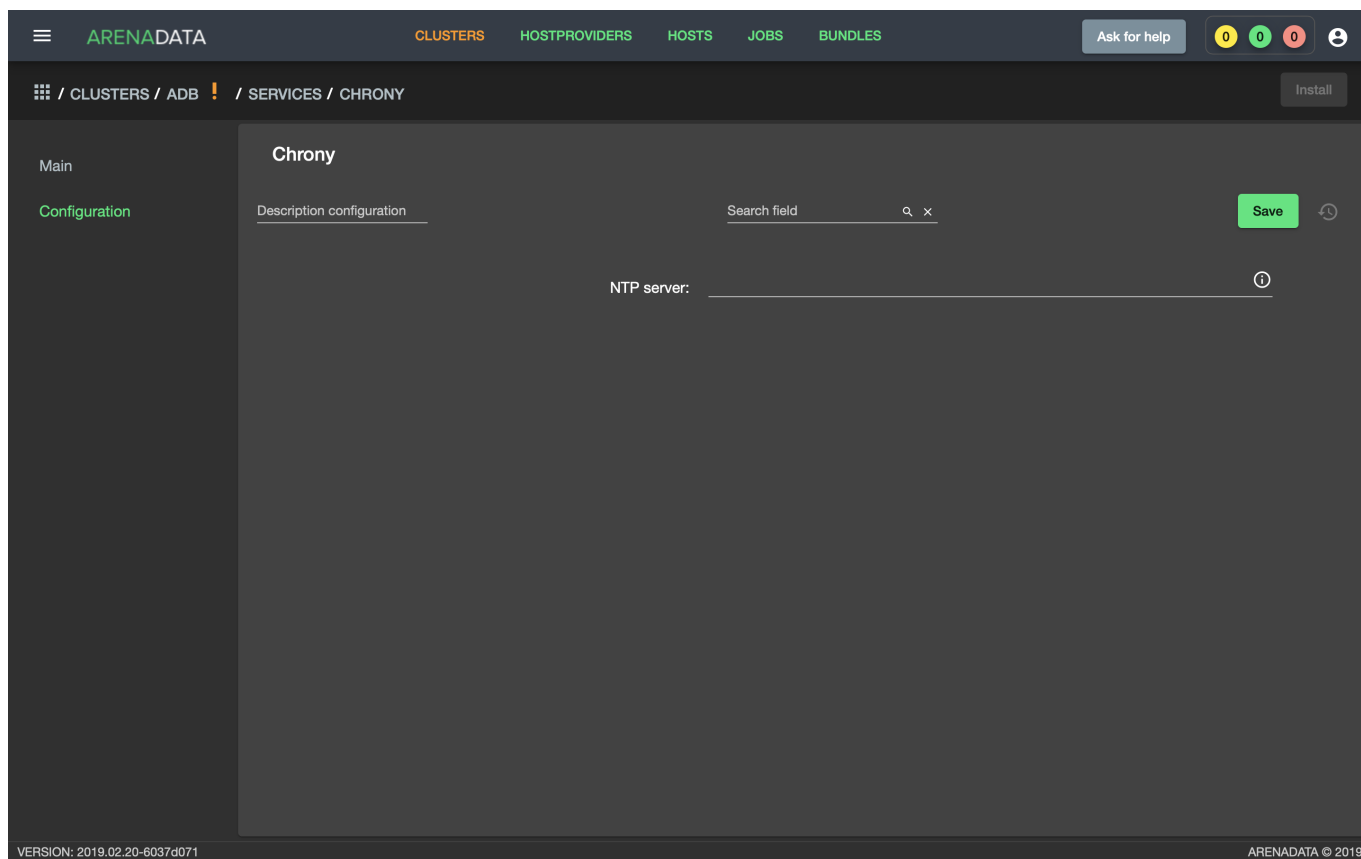 ARENADATA CLUSTERS HOSTPROVIDERS HOSTS JOBS BUNDLES Ask for help 0 0 0
/ CLUSTERS / ADB ! / SERVICES / CHRONY Install
Main
Configuration
Chrony
Description configuration Search field Save
NTP server:
VERSION: 2019.02.20-6037d071 ARENADATA © 2019